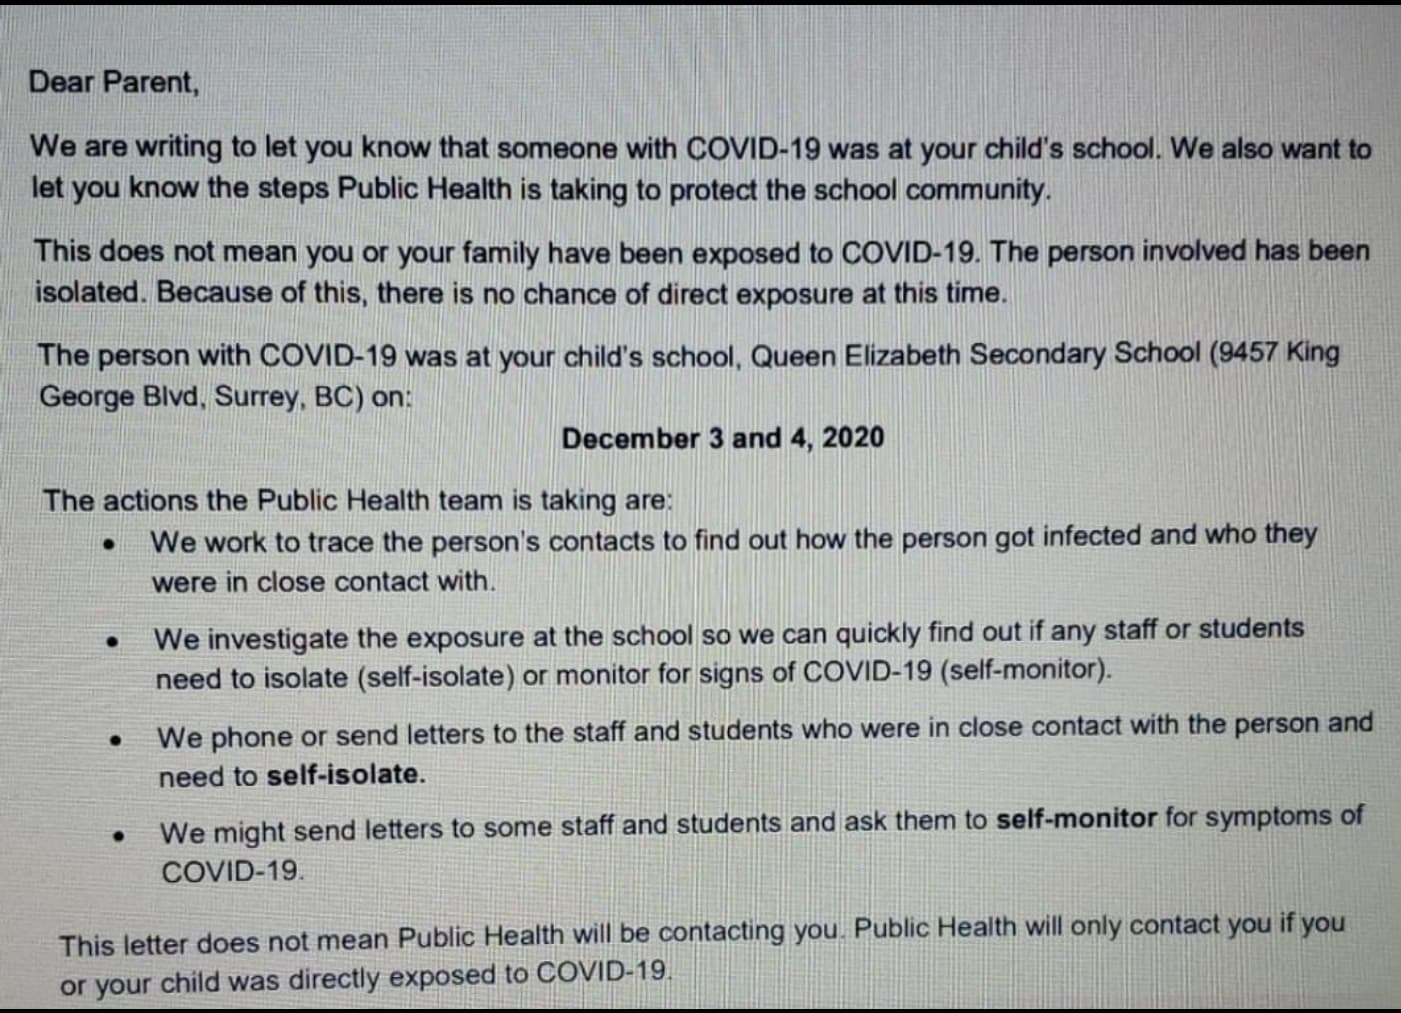 Dear Parent,
We are writing to let you know that someone with COVID-19 was at your child's school. We also want to
let you know the steps Public Health is taking to protect the school community.
This does not mean you or your family have been exposed to COVID-19. The person involved has been
isolated. Because of this, there is no chance of direct exposure at this time.
The person with COVID-19 was at your child's school, Queen Elizabeth Secondary School (9457 King
George Blvd, Surrey, BC) on:
December 3 and 4, 2020
The actions the Public Health team is taking are:
• We work to trace the person's contacts to find out how the person got infected and who they
were in close contact with.
• We investigate the exposure at the school so we can quickly find out if any staff or students
need to isolate (self-isolate) or monitor for signs of COVID-19 (self-monitor).
• We phone or send letters to the staff and students who were in close contact with the person and
need to self-isolate.
• We might send letters to some staff and students and ask them to self-monitor for symptoms of
COVID-19.
This letter does not mean Public Health will be contacting you. Public Health will only contact you if you
or your child was directly exposed to COVID-19.